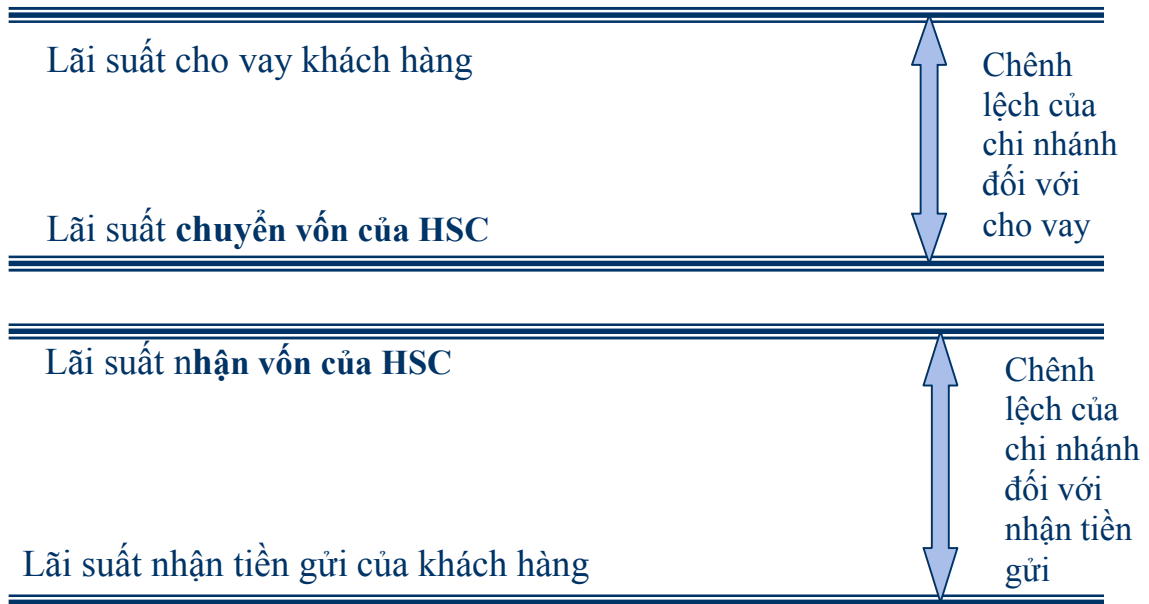 Lãi suất cho vay khách hàng
Chênh
lệch của
chi nhánh
đối với
cho vay
Lãi suất chuyển vốn của HSC
Lãi suất nhận vốn của HSC
Chênh
lệch của
chi nhánh
đối với
nhận tiền
gửi
Lãi suất nhận tiền gửi của khách hàng